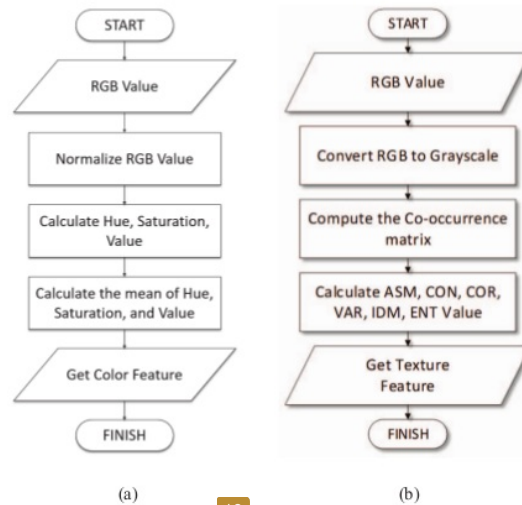 START
RGB Value
Normalize RGB Value
Calculate Hue, Saturation,
Value
Calculate the mean of Hue,
Saturation, and Value
Get Color Feature
FINISH
(a)
START
RGB Value
Convert RGB to Grayscale
Compute the Co-occurrence
matrix
Calculate ASM, CON, COR,
VAR, IDM, ENT Value
Get Texture
Feature
FINISH
(b)